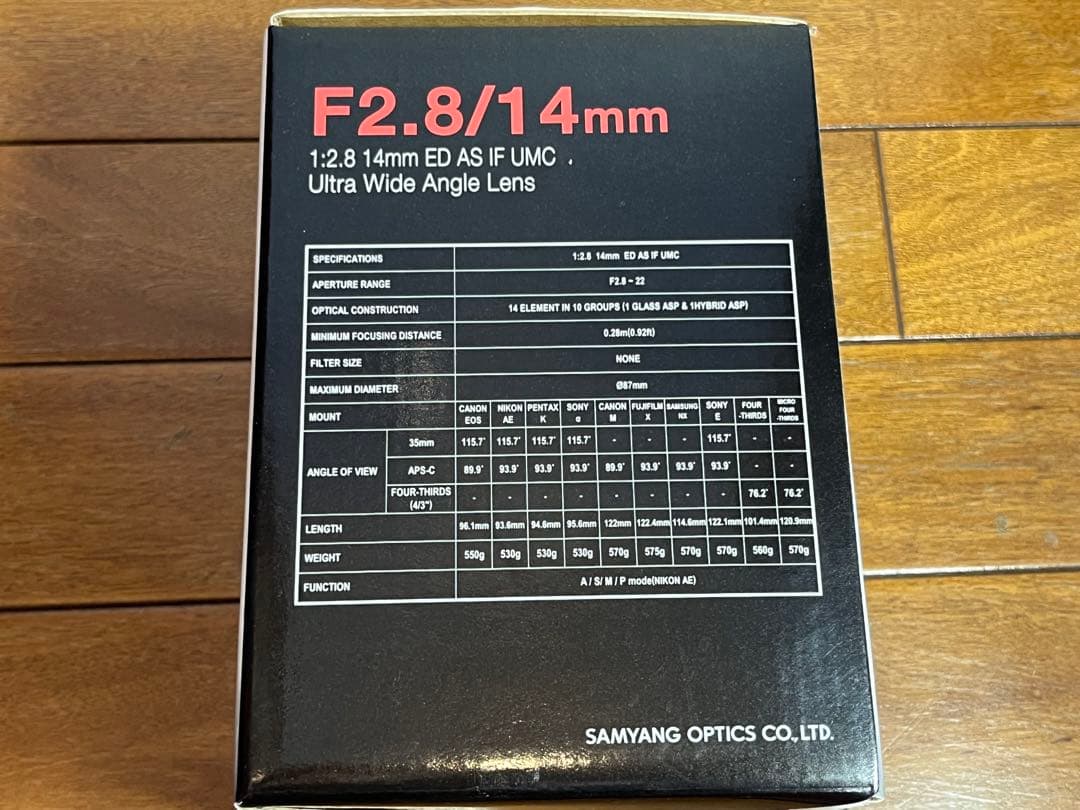 F2.8/14mm
1:2.8 14mm ED AS IF UMC
Ultra Wide Angle Lens
SPECIFICATIONS 1:2.8 14mm ED AS IF UMC
APERTURE RANGE F2.8 ~ 22
OPTICAL CONSTRUCTION 14 ELEMENT IN 10 GROUPS (1 GLASS ASP & 1HYBRID ASP)
MINIMUM FOCUSING DISTANCE 0.28m(0.92ft)
FILTER SIZE NONE
MAXIMUM DIAMETER Ø87mm
MOUNT CANON EOS NIKON AE PENTAX K SONY α CANON M FUJIFILM X SAMSUNG NX SONY E FOUR -THIRDS MICRO FOUR -THIRDS
ANGLE OF VIEW
35mm 115.7° 115.7° 115.7° 115.7° - - - 115.7° - -
APS-C 89.9° 93.9° 93.9° 93.9° 89.9° 93.9° 93.9° 93.9° - -
FOUR-THIRDS (4/3") - - - - - - - - 76.2° 76.2°
LENGTH 96.1mm 93.6mm 94.6mm 95.6mm 122mm 122.4mm 114.6mm 122.1mm 101.4mm 120.9mm
WEIGHT 550g 530g 530g 530g 570g 575g 570g 570g 560g 570g
FUNCTION A / S/ M / P mode(NIKON AE)
SAMYANG OPTICS CO.,LTD.